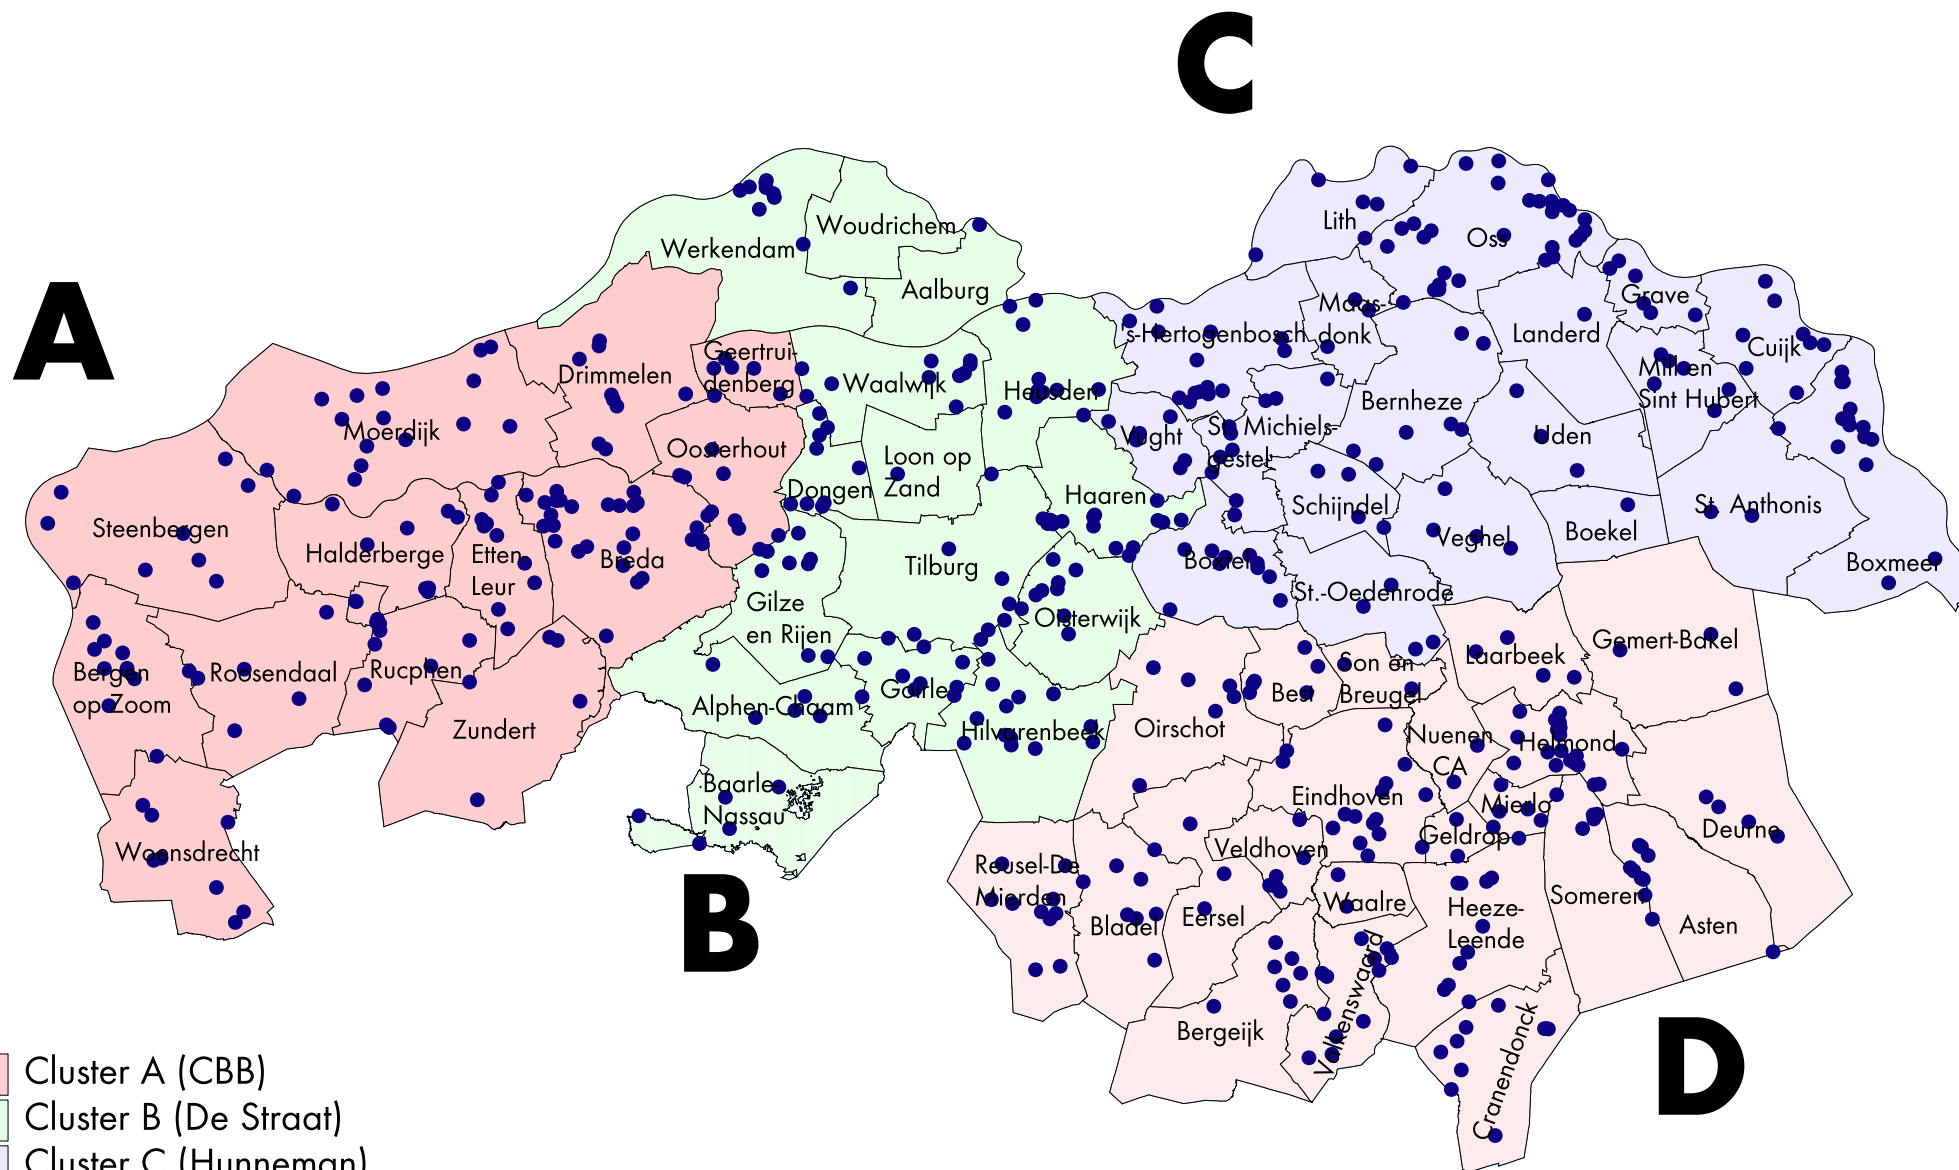 C
Woudrichem
Lith
Werkendam
Oss
Aalburg
A
Grave
Maas-
donk
's-Hertogenbosch
Landerd
Geertrui-
denberg
Cuijk
Drimmelen
Waalwijk
Heusden
Mill en
Sint Hubert
Bernheze
Moerdijk
Vught
St. Michiels-
gestel
Uden
Oosterhout
Loon op
Zand
Dongen
Haaren
Schijndel
St. Anthonis
Steenbergen
Boekel
Veghel
Halderberge
Etten-
Leur
Breda
Tilburg
Boxtel
Boxmeer
St.-Oedenrode
Gilze
en Rijen
Oisterwijk
Gemert-Bakel
Laarbeek
Son en
Breugel
Bergen
op Zoom
Roosendaal
Rucphen
Goirle
Best
Alphen-Chaam
Zundert
Hilvarenbeek
Oirschot
Nuenen
CA
Helmond
Baarle-
Nassau
Eindhoven
Mierlo
Deurne
Geldrop
Woensdrecht
Veldhoven
Reusel-De
Mierden
B
Waalre
Someren
Heeze-
Leende
Eersel
Bladel
Asten
Valkenswaard
Bergeijk
Cranendonck
D
Cluster A (CBB)
Cluster B (De Straat)
Cluster C (Hunneman)